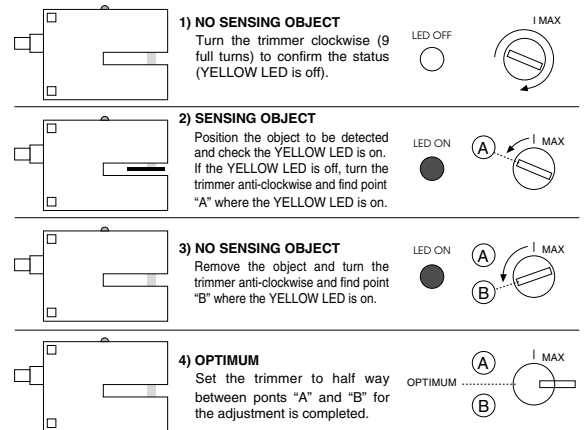 1) NO SENSING OBJECT
Turn the trimmer clockwise (9
full turns) to confirm the status
(YELLOW LED is off).
LED OFF
I MAX
2) SENSING OBJECT
Position the object to be detected
and check the YELLOW LED is on.
If the YELLOW LED is off, turn the
trimmer anti-clockwise and find point
“A” where the YELLOW LED is on.
LED ON
A
I MAX
3) NO SENSING OBJECT
Remove the object and turn the
trimmer anti-clockwise and find point
“B” where the YELLOW LED is on.
LED ON
A
B
I MAX
4) OPTIMUM
Set the trimmer to half way
between ponts “A” and “B” for
the adjustment is completed.
OPTIMUM
A
B
I MAX